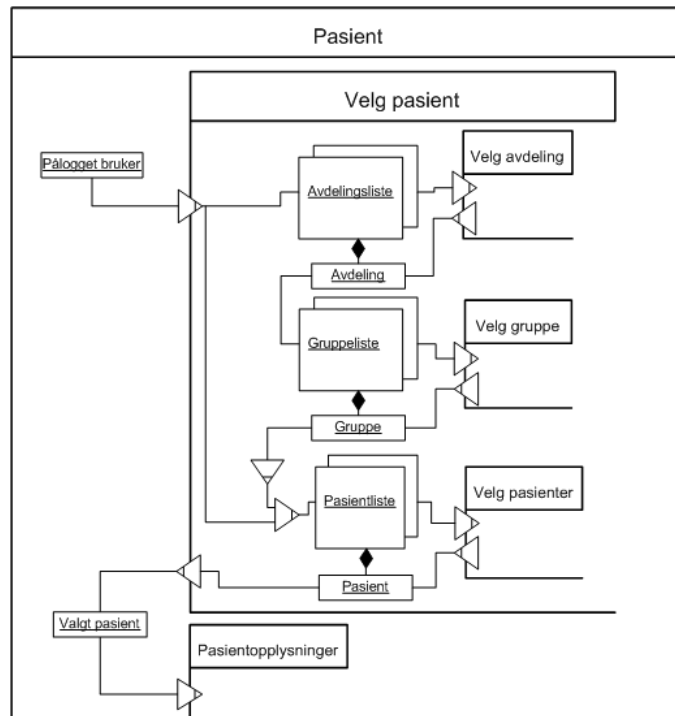 Pasient
Velg pasient
Pålogget bruker
Velg avdeling
Avdelingsliste
Avdeling
Velg gruppe
Gruppeliste
Gruppe
Velg pasienter
Pasientliste
Pasient
Valgt pasient
Pasientopplysninger